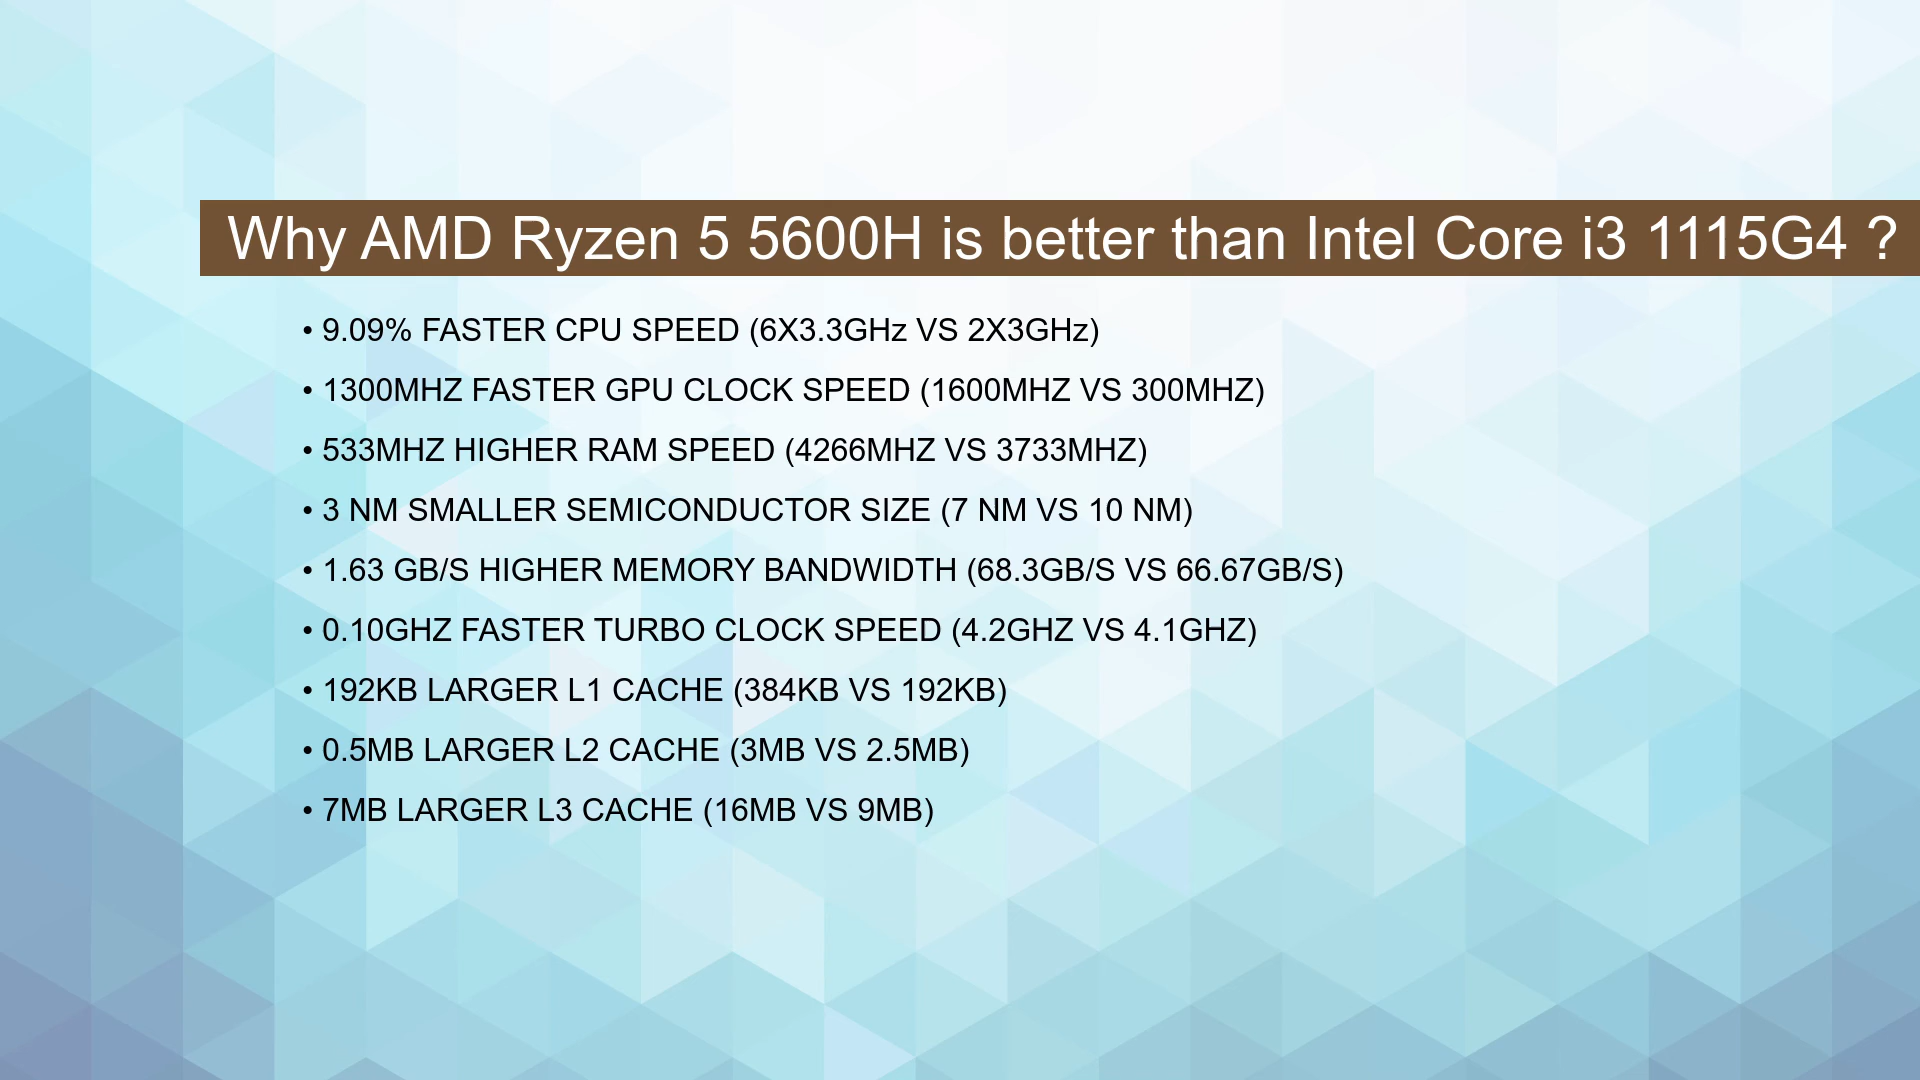 Why AMD Ryzen 5 5600H is better than Intel Core i3 1115G4 ?
• 9.09% FASTER CPU SPEED (6X3.3GHz VS 2X3GHz)
• 1300MHZ FASTER GPU CLOCK SPEED (1600MHZ VS 300MHZ)
• 533MHZ HIGHER RAM SPEED (4266MHZ VS 3733MHZ)
• 3 NM SMALLER SEMICONDUCTOR SIZE (7 NM VS 10 NM)
• 1.63 GB/S HIGHER MEMORY BANDWIDTH (68.3GB/S VS 66.67GB/S)
• 0.10GHZ FASTER TURBO CLOCK SPEED (4.2GHZ VS 4.1GHZ)
• 192KB LARGER L1 CACHE (384KB VS 192KB)
• 0.5MB LARGER L2 CACHE (3MB VS 2.5MB)
• 7MB LARGER L3 CACHE (16MB VS 9MB)